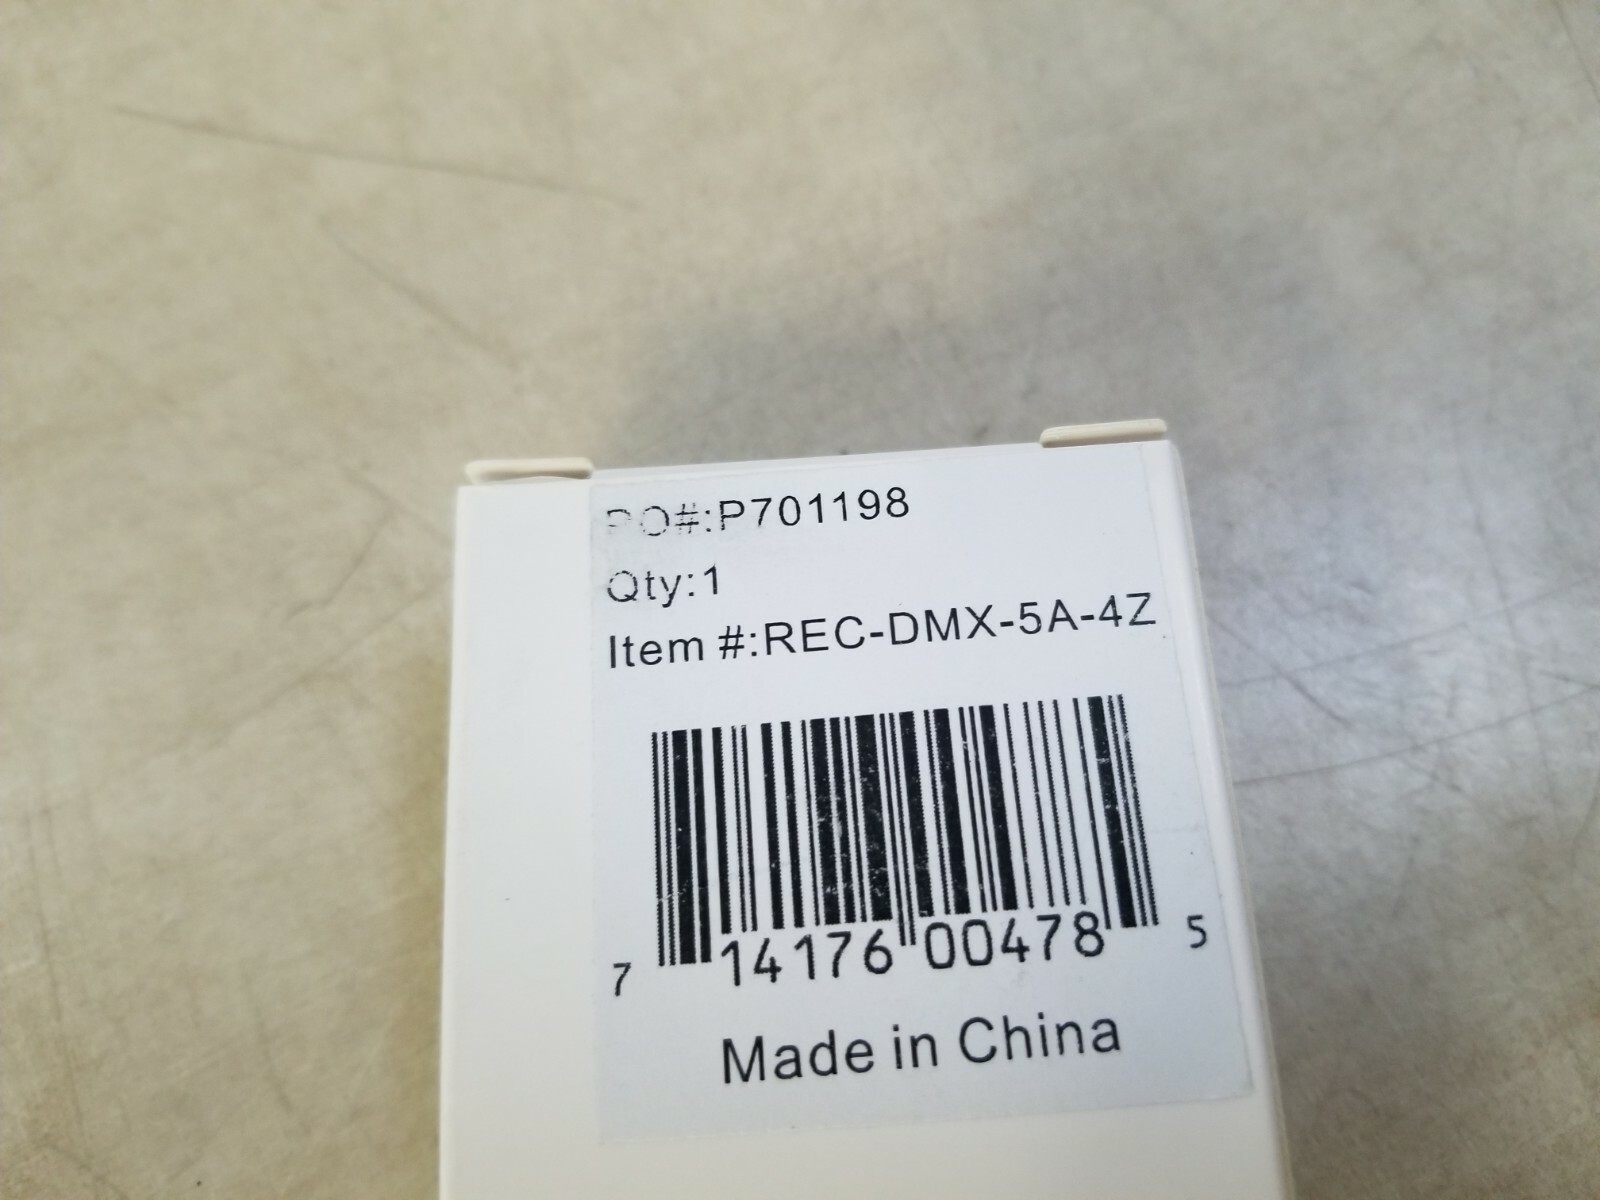 PO#:P701198
Qty:1
Item #:REC-DMX-5A-4Z
7 14176 00478 5
Made in China